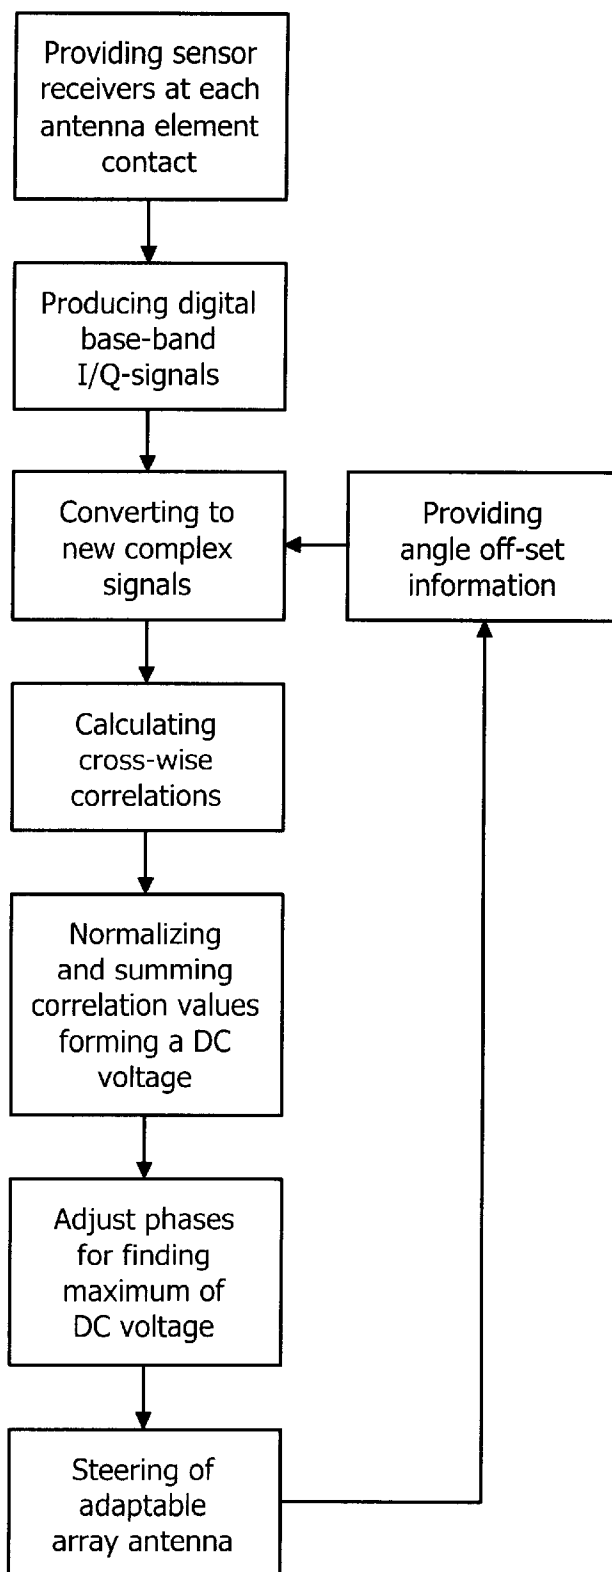 Providing sensor
receivers at each
antenna element
contact
Producing digital
base-band
I/Q-signals
Converting to
new complex
signals
Providing
angle off-set
information
Calculating
cross-wise
correlations
Normalizing
and summing
correlation values
forming a DC
voltage
Adjust phases
for finding
maximum of
DC voltage
Steering of
adaptable
array antenna